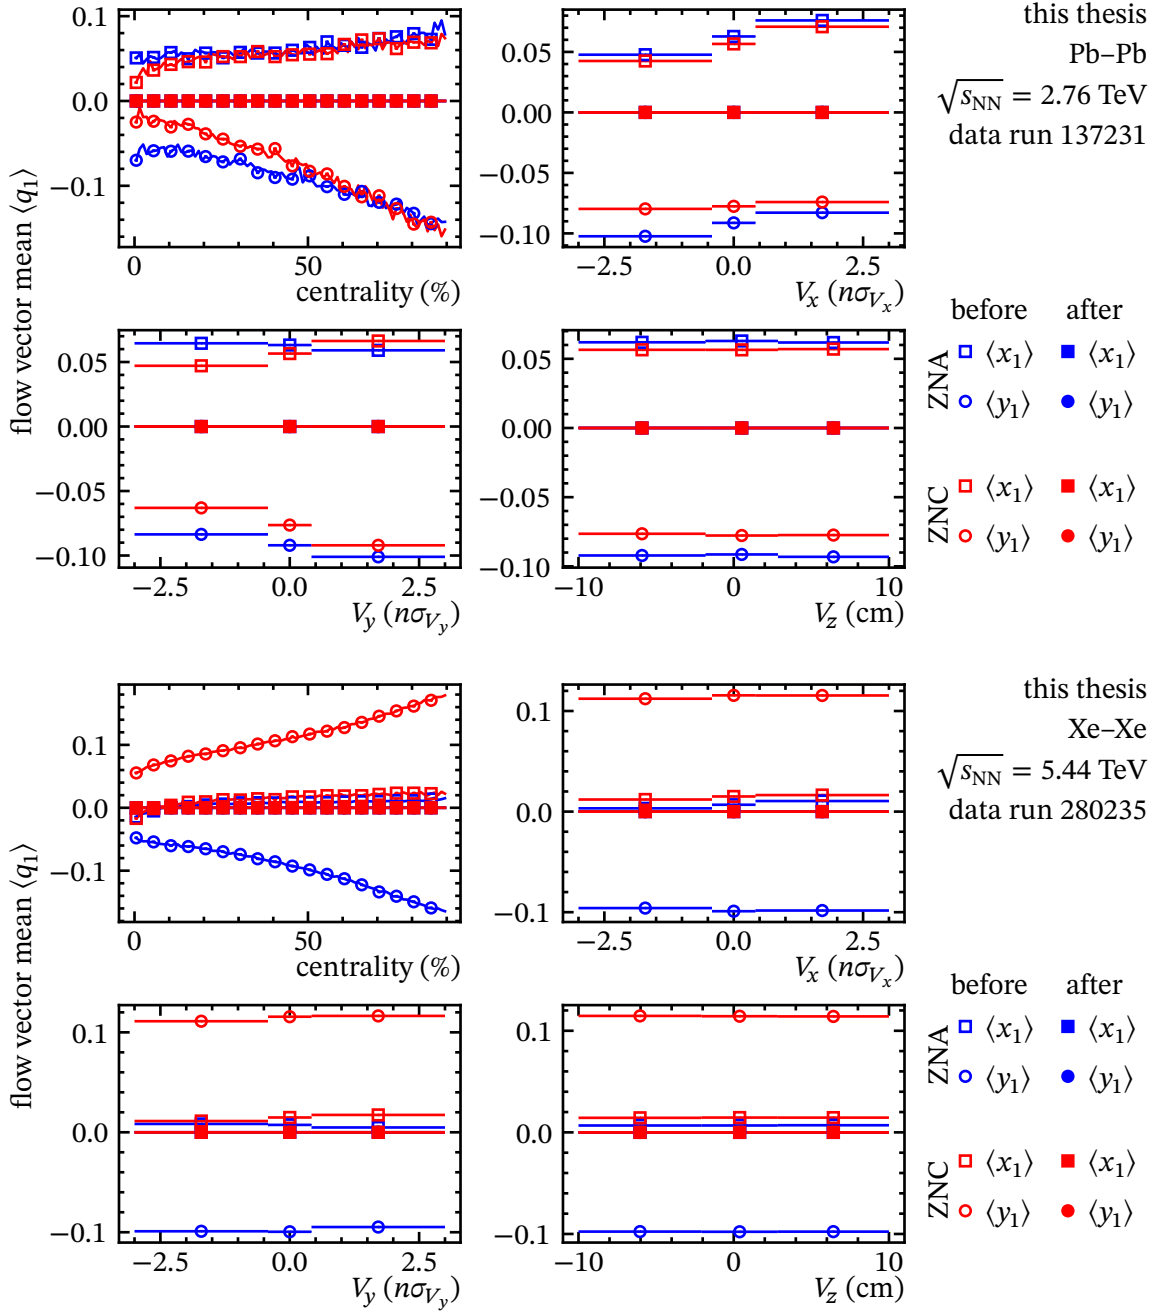 this thesis
Pb–Pb
√sNN = 2.76 TeV
data run 137231
flow vector mean ⟨q1⟩
0.1
0.0
−0.1
0
50
centrality (%)
0.05
0.00
−0.05
−0.10
−2.5
0.0
2.5
Vx (nσVx)
0.05
0.00
−0.05
−0.10
−2.5
0.0
2.5
Vy (nσVy)
0.05
0.00
−0.05
−0.10
−10
0
10
Vz (cm)
before after
ZNA
⟨x1⟩ ⟨x1⟩
⟨y1⟩ ⟨y1⟩
ZNC
⟨x1⟩ ⟨x1⟩
⟨y1⟩ ⟨y1⟩
this thesis
Xe–Xe
√sNN = 5.44 TeV
data run 280235
flow vector mean ⟨q1⟩
0.1
0.0
−0.1
0
50
centrality (%)
0.1
0.0
−0.1
−2.5
0.0
2.5
Vx (nσVx)
0.1
0.0
−0.1
−2.5
0.0
2.5
Vy (nσVy)
0.1
0.0
−0.1
−10
0
10
Vz (cm)
before after
ZNA
⟨x1⟩ ⟨x1⟩
⟨y1⟩ ⟨y1⟩
ZNC
⟨x1⟩ ⟨x1⟩
⟨y1⟩ ⟨y1⟩